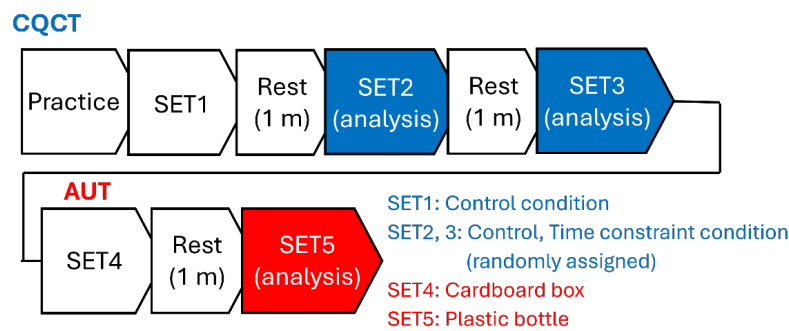 CQCT
Practice
SET1
Rest
(1 m)
SET2
(analysis)
Rest
(1 m)
SET3
(analysis)
AUT
SET4
Rest
(1 m)
SET5
(analysis)
SET1: Control condition
SET2, 3: Control, Time constraint condition
(randomly assigned)
SET4: Cardboard box
SET5: Plastic bottle